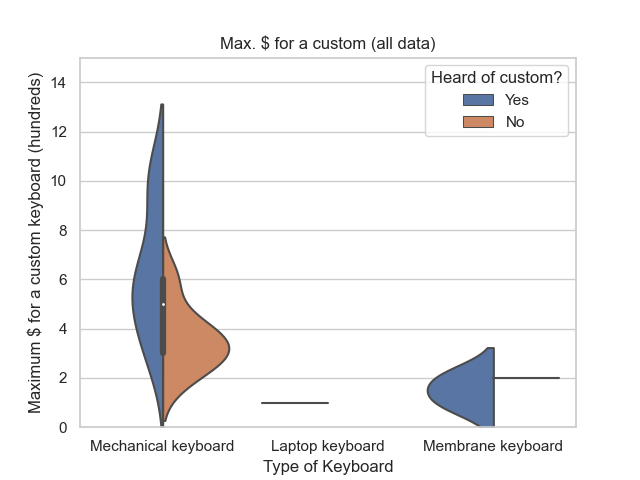 Max. $ for a custom (all data)
Heard of custom?
Yes
No
Maximum $ for a custom keyboard (hundreds)
14
12
10
8
6
4
2
0
Mechanical keyboard Laptop keyboard Membrane keyboard
Type of Keyboard